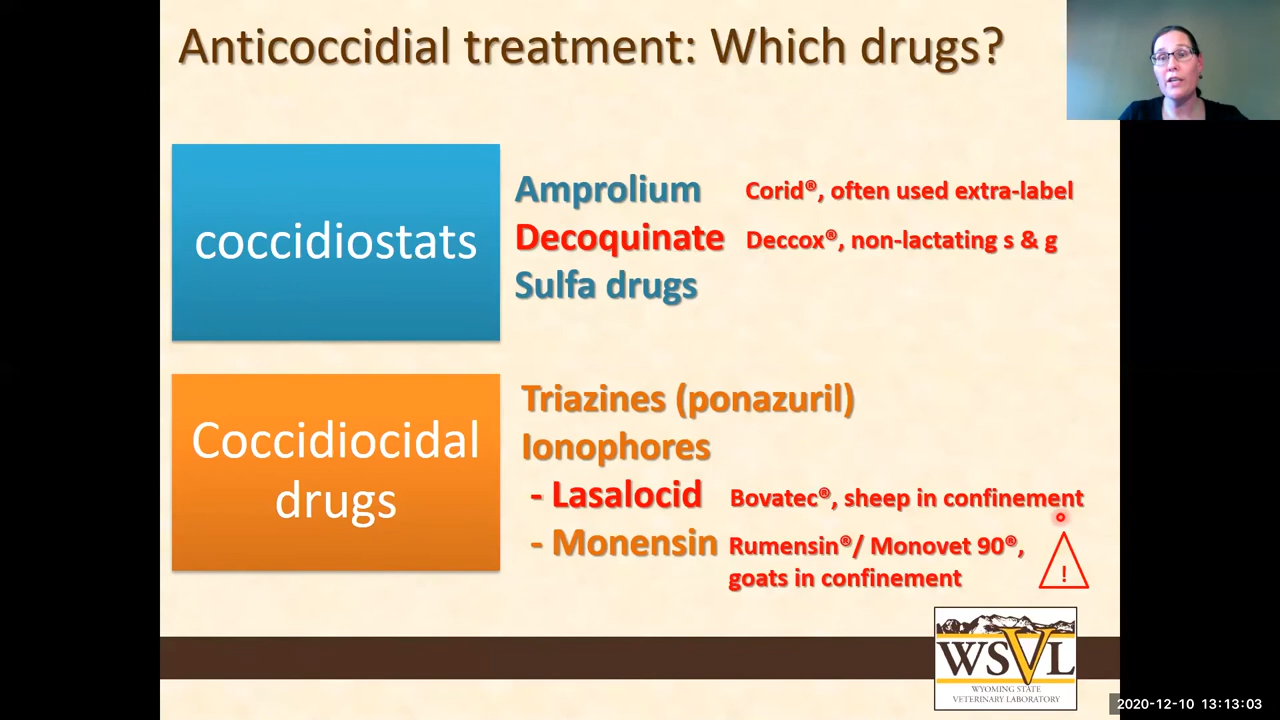 Anticoccidial treatment: Which drugs?
coccidiostats
Amprolium Corid®, often used extra-label
Decoquinate Deccox®, non-lactating s & g
Sulfa drugs
Coccidiocidal
drugs
Triazines (ponazuril)
Ionophores
- Lasalocid Bovatec®, sheep in confinement
- Monensin Rumensin®/ Monovet 90®,
goats in confinement
!
WSVL
WYOMING STATE
VETERINARY LABORATORY
2020-12-10 13:13:03